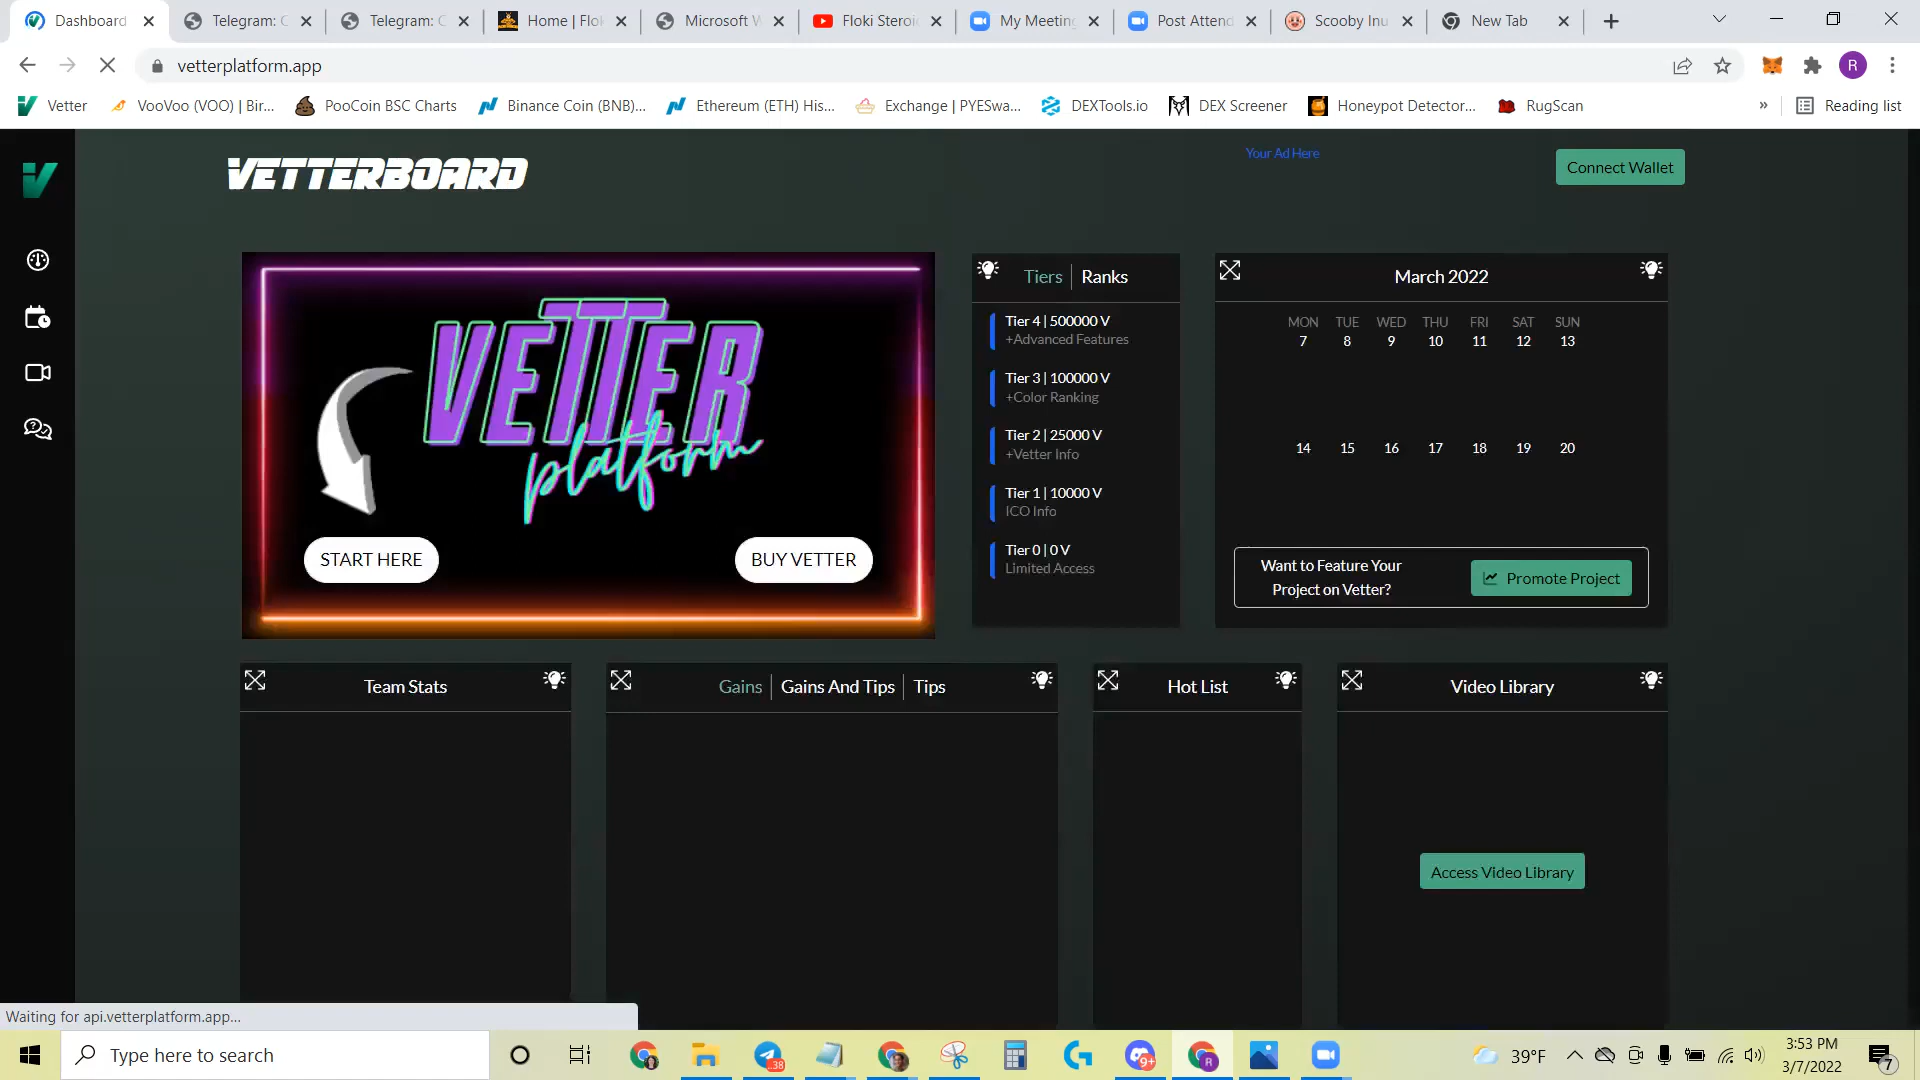 Dashboard
Telegram: C
Telegram: C
Home | Flok
Microsoft W
Floki Steroi
My Meeting
Post Attend
Scooby Inu
New Tab
vetterplatform.app
R
Vetter
VooVoo (VOO) | Bir...
PooCoin BSC Charts
Binance Coin (BNB)...
Ethereum (ETH) His...
Exchange | PYESwa...
DEXTools.io
DEX Screener
Honeypot Detector...
RugScan
»
Reading list
VETTERBOARD
Your Ad Here
Connect Wallet
VETTER
platform
START HERE
BUY VETTER
Tiers | Ranks
Tier 4 | 500000 V
+Advanced Features
Tier 3 | 100000 V
+Color Ranking
Tier 2 | 25000 V
+Vetter Info
Tier 1 | 10000 V
ICO Info
Tier 0 | 0 V
Limited Access
March 2022
MON TUE WED THU FRI SAT SUN
7 8 9 10 11 12 13
14 15 16 17 18 19 20
Want to Feature Your
Project on Vetter?
Promote Project
Team Stats
Gains | Gains And Tips | Tips
Hot List
Video Library
Access Video Library
Waiting for api.vetterplatform.app...
Type here to search
..38
9+
R
39°F
3:53 PM
3/7/2022
7